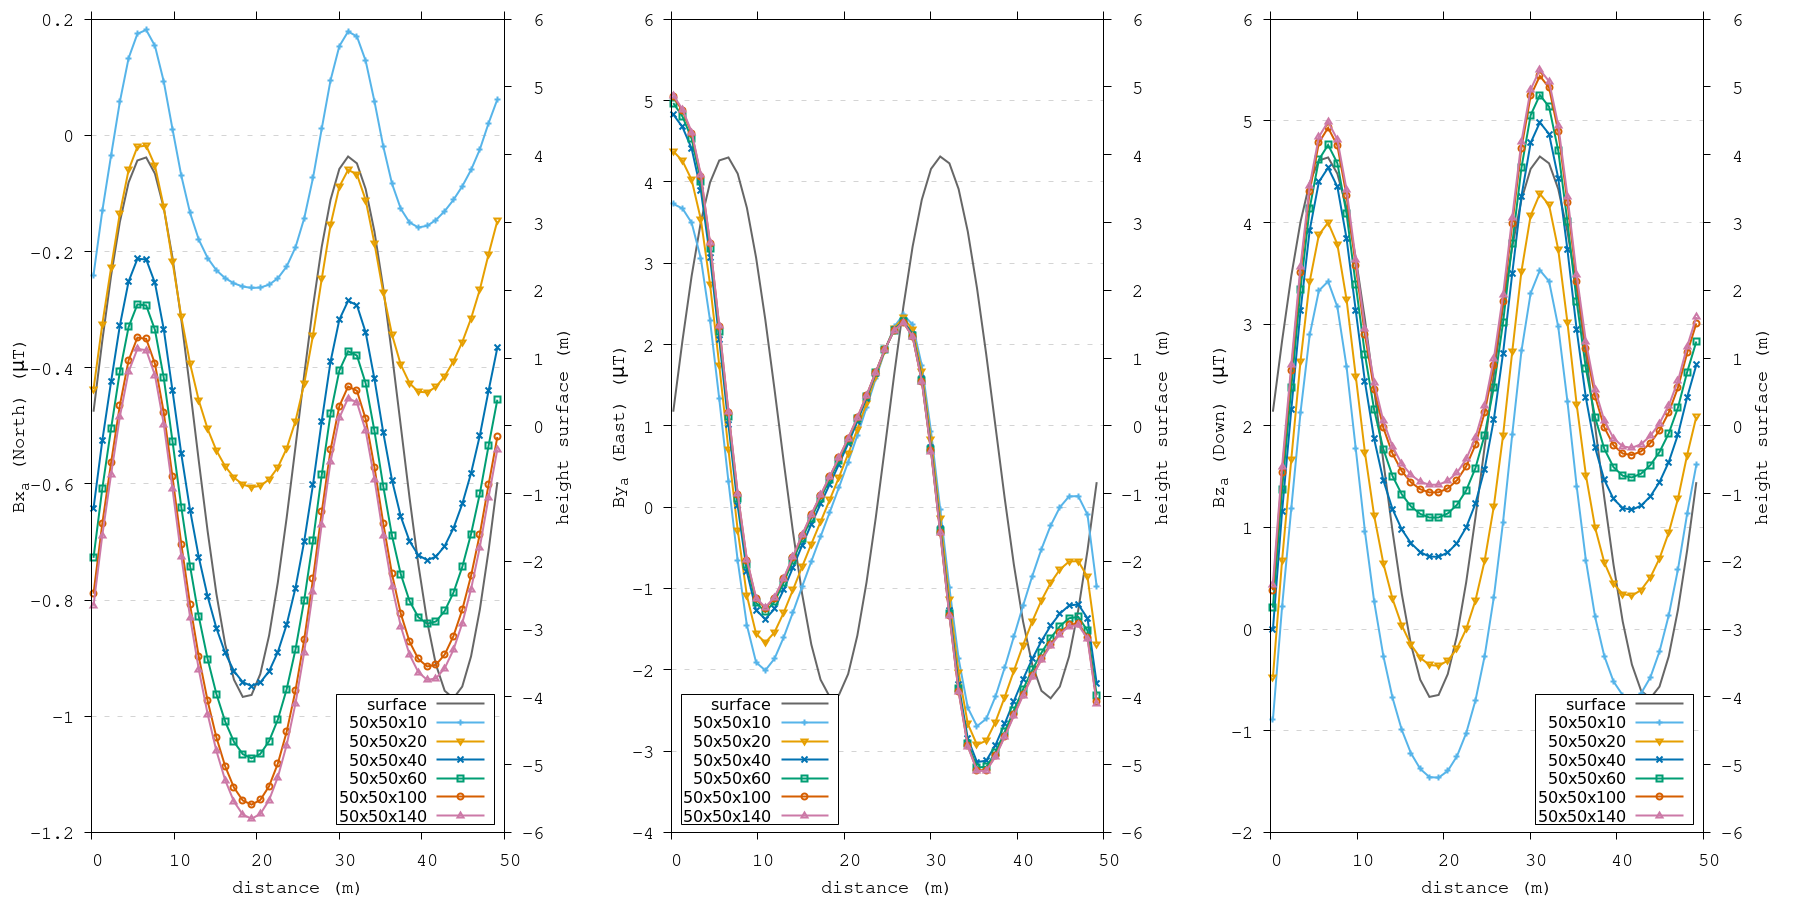 0.2
0
-0.2
-0.4
-0.6
-0.8
-1
-1.2
Bxa (North) (μT)
0 10 20 30 40 50
distance (m)
6
5
4
3
2
1
0
-1
-2
-3
-4
-5
-6
height surface (m)
surface
50x50x10
50x50x20
50x50x40
50x50x60
50x50x100
50x50x140
6
5
4
3
2
1
0
-1
-2
-3
-4
Bya (East) (μT)
0 10 20 30 40 50
distance (m)
6
5
4
3
2
1
0
-1
-2
-3
-4
-5
-6
height surface (m)
surface
50x50x10
50x50x20
50x50x40
50x50x60
50x50x100
50x50x140
6
5
4
3
2
1
0
-1
-2
Bza (Down) (μT)
0 10 20 30 40 50
distance (m)
6
5
4
3
2
1
0
-1
-2
-3
-4
-5
-6
height surface (m)
surface
50x50x10
50x50x20
50x50x40
50x50x60
50x50x100
50x50x140